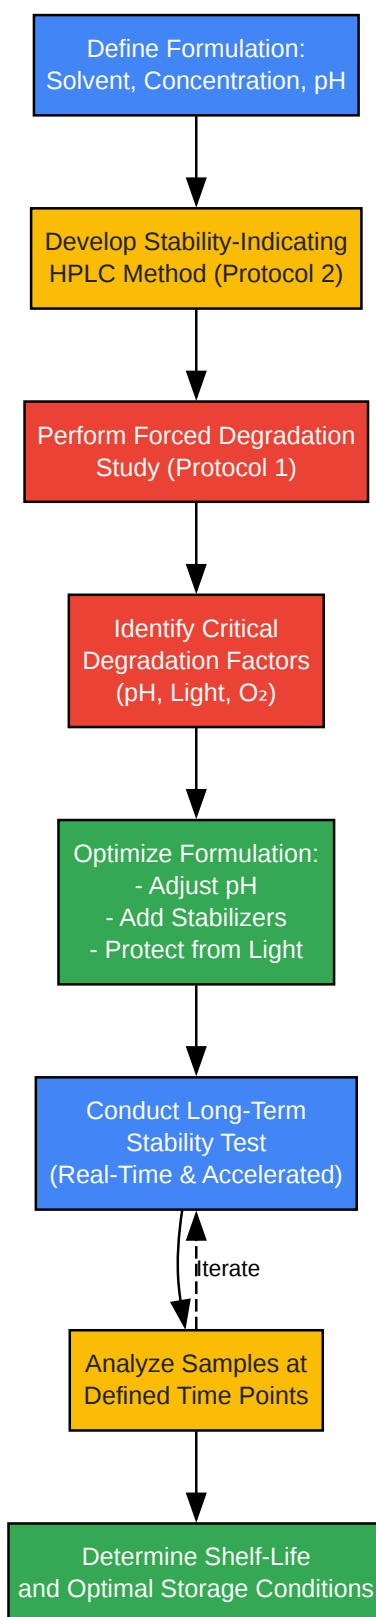 Define Formulation:
Solvent, Concentration, pH
Develop Stability-Indicating
HPLC Method (Protocol 2)
Perform Forced Degradation
Study (Protocol 1)
Identify Critical
Degradation Factors
(pH, Light, O₂)
Optimize Formulation:
- Adjust pH
- Add Stabilizers
- Protect from Light
Conduct Long-Term
Stability Test
(Real-Time & Accelerated)
Iterate
Analyze Samples at
Defined Time Points
Determine Shelf-Life
and Optimal Storage Conditions